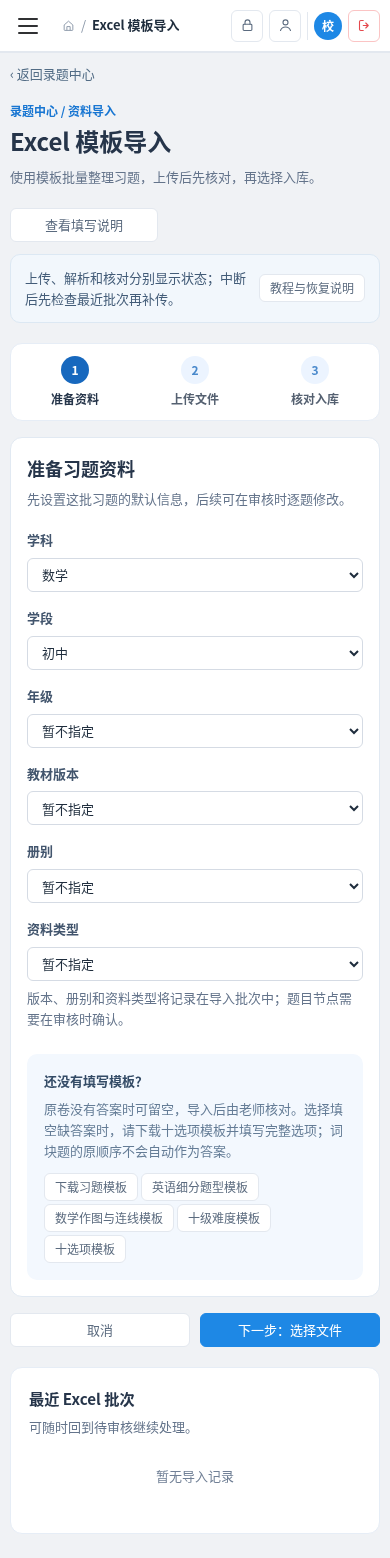 / Excel 模板导入
校
‹ 返回录题中心
录题中心 / 资料导入
Excel 模板导入
使用模板批量整理习题，上传后先核对，再选择入库。
查看填写说明
上传、解析和核对分别显示状态；中断
后先检查最近批次再补传。
教程与恢复说明
1
2
3
准备资料
上传文件
核对入库
准备习题资料
先设置这批习题的默认信息，后续可在审核时逐题修改。
学科
数学
学段
初中
年级
暂不指定
教材版本
暂不指定
册别
暂不指定
资料类型
暂不指定
版本、册别和资料类型将记录在导入批次中；题目节点需
要在审核时确认。
还没有填写模板？
原卷没有答案时可留空，导入后由老师核对。选择填
空缺答案时，请下载十选项模板并填写完整选项；词
块题的原顺序不会自动作为答案。
下载习题模板
英语细分题型模板
数学作图与连线模板
十级难度模板
十选项模板
取消
下一步：选择文件
最近 Excel 批次
可随时回到待审核继续处理。
暂无导入记录